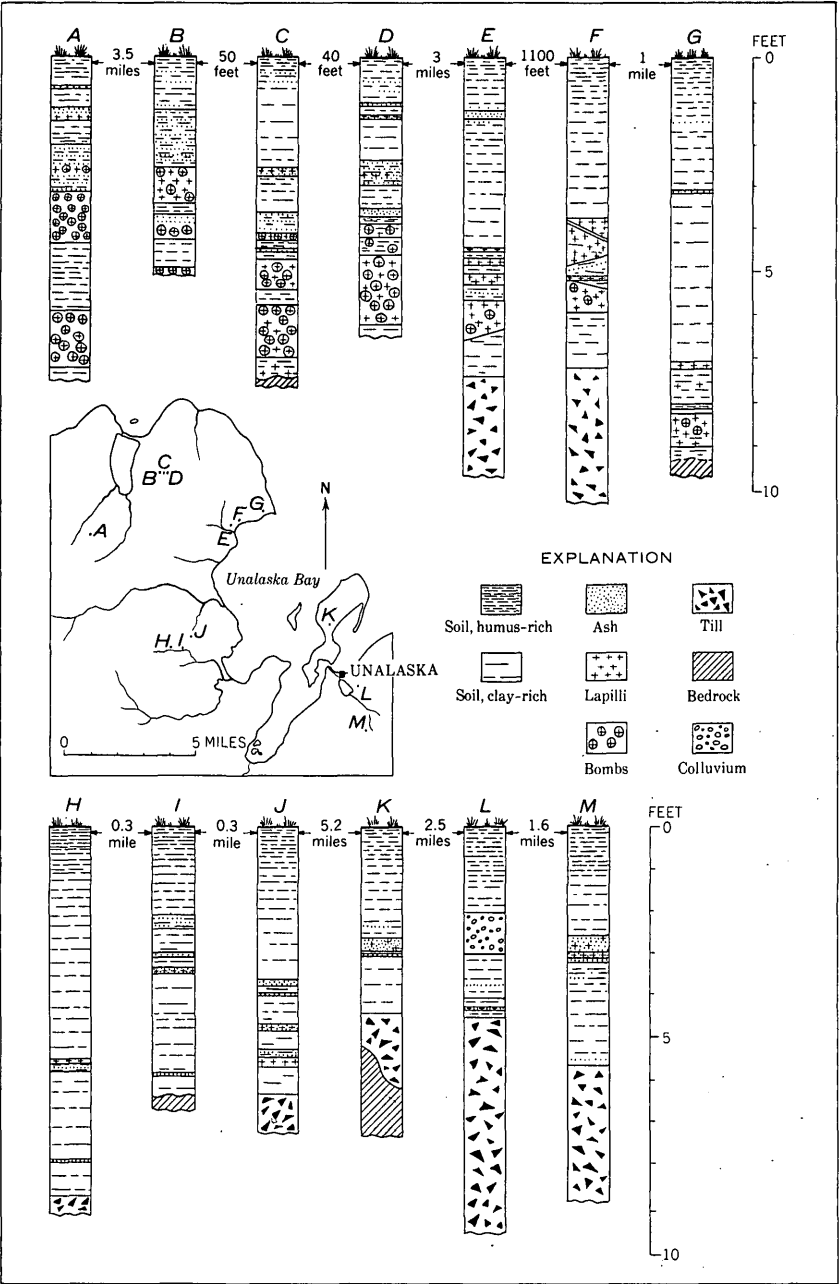 A B C D E F G FEET
3.5 miles 50 feet 40 feet 3 miles 1100 feet 1 mile
0
5
10
C
B D
G
F
A
E
N
Unalaska Bay
K
J
H I
UNALASKA
L
M
0 5 MILES
EXPLANATION
Soil, humus-rich Ash Till
Soil, clay-rich Lapilli Bedrock
Bombs Colluvium
H I J K L M FEET
0.3 mile 0.3 mile 5.2 miles 2.5 miles 1.6 miles
0
5
10